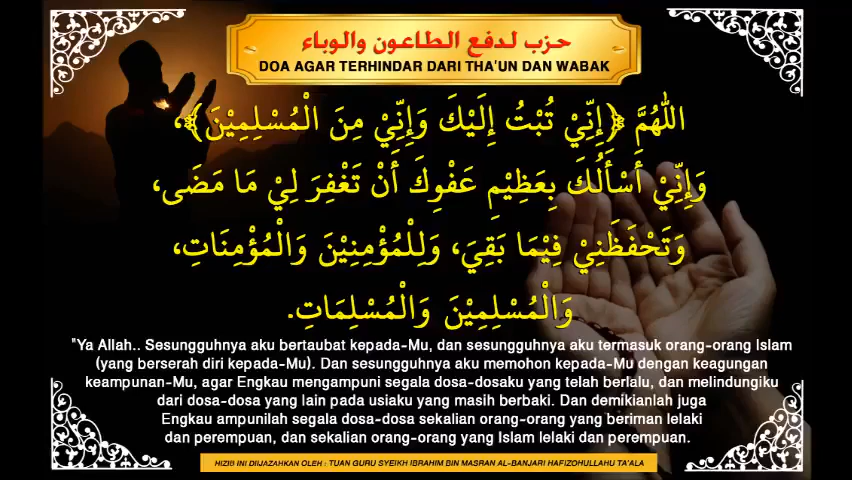 حزب لدفع الطاعون والوباء
DOA AGAR TERHINDAR DARI THA'UN DAN WABAK
اللّٰهُمَّ ﴿إِنِّيْ تُبْتُ إِلَيْكَ وَإِنِّيْ مِنَ الْمُسْلِمِيْنَ﴾،
وَإِنِّيْ أَسْأَلُكَ بِعَظِيْمِ عَفْوِكَ أَنْ تَغْفِرَ لِيْ مَا مَضَى،
وَتَحْفَظَنِيْ فِيْمَا بَقِيَ، وَلِلْمُؤْمِنِيْنَ وَالْمُؤْمِنَاتِ،
وَالْمُسْلِمِيْنَ وَالْمُسْلِمَاتِ.
"Ya Allah.. Sesungguhnya aku bertaubat kepada-Mu, dan sesungguhnya aku termasuk orang-orang Islam
(yang berserah diri kepada-Mu). Dan sesungguhnya aku memohon kepada-Mu dengan keagungan
keampunan-Mu, agar Engkau mengampuni segala dosa-dosaku yang telah berlalu, dan melindungiku
dari dosa-dosa yang lain pada usiaku yang masih berbaki. Dan demikianlah juga
Engkau ampunilah segala dosa-dosa sekalian orang-orang yang beriman lelaki
dan perempuan, dan sekalian orang-orang yang Islam lelaki dan perempuan.
HIZIB INI DIIJAZAHKAN OLEH : TUAN GURU SYEIKH IBRAHIM BIN MASRAN AL-BANJARI HAFIZOHULLAHU TA'ALA